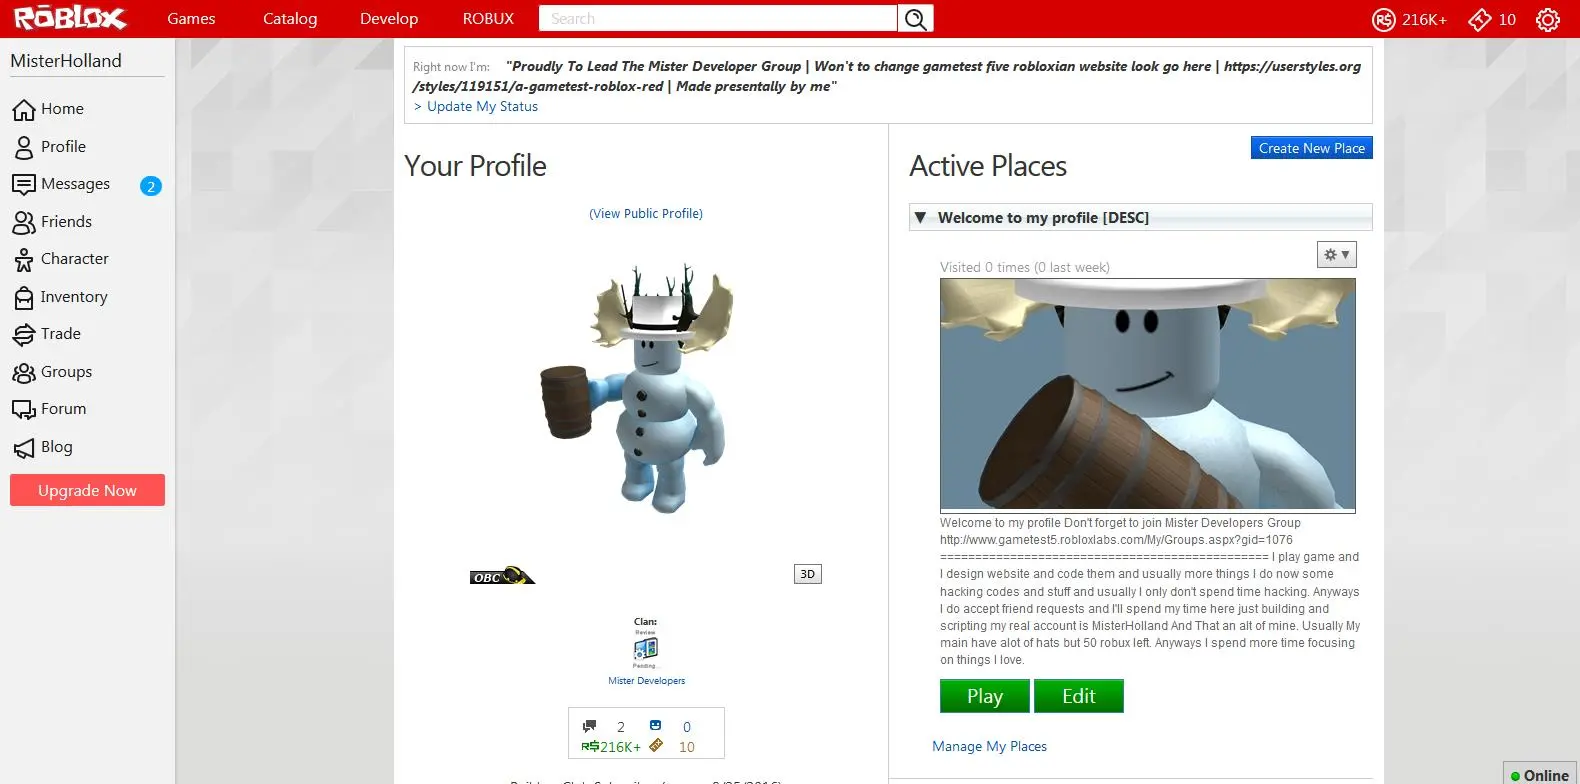 ROBLOX Games Catalog Develop ROBUX Search R$ 216K+ 10
MisterHolland
Home
Profile
Messages 2
Friends
Character
Inventory
Trade
Groups
Forum
Blog
Upgrade Now
Right now I'm: "Proudly To Lead The Mister Developer Group | Won't to change gametest five robloxian website look go here | https://userstyles.org
/styles/119151/a-gametest-roblox-red | Made presentally by me"
> Update My Status
Your Profile
(View Public Profile)
OBC
3D
Clan:
Review
Pending...
Mister Developers
2 0
R$216K+ 10
Active Places
Create New Place
▼ Welcome to my profile [DESC]
Visited 0 times (0 last week)
Welcome to my profile Don't forget to join Mister Developers Group
http://www.gametest5.robloxlabs.com/My/Groups.aspx?gid=1076
=============================================== I play game and
I design website and code them and usually more things I do now some
hacking codes and stuff and usually I only don't spend time hacking. Anyways
I do accept friend requests and I'll spend my time here just building and
scripting my real account is MisterHolland And That an alt of mine. Usually My
main have alot of hats but 50 robux left. Anyways I spend more time focusing
on things I love.
Play Edit
Manage My Places
Online